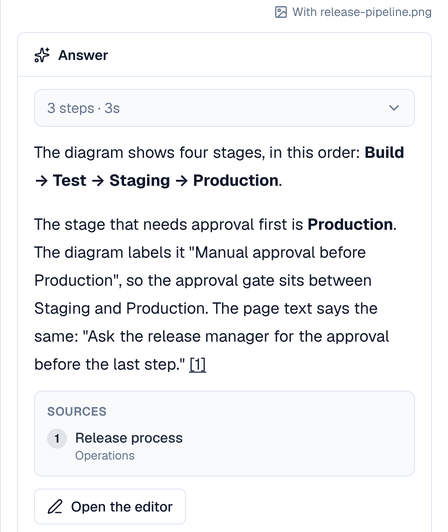 With release-pipeline.png
Answer
3 steps · 3s
The diagram shows four stages, in this order: Build
→ Test → Staging → Production.
The stage that needs approval first is Production.
The diagram labels it "Manual approval before
Production", so the approval gate sits between
Staging and Production. The page text says the
same: "Ask the release manager for the approval
before the last step." [1]
SOURCES
1 Release process
Operations
Open the editor